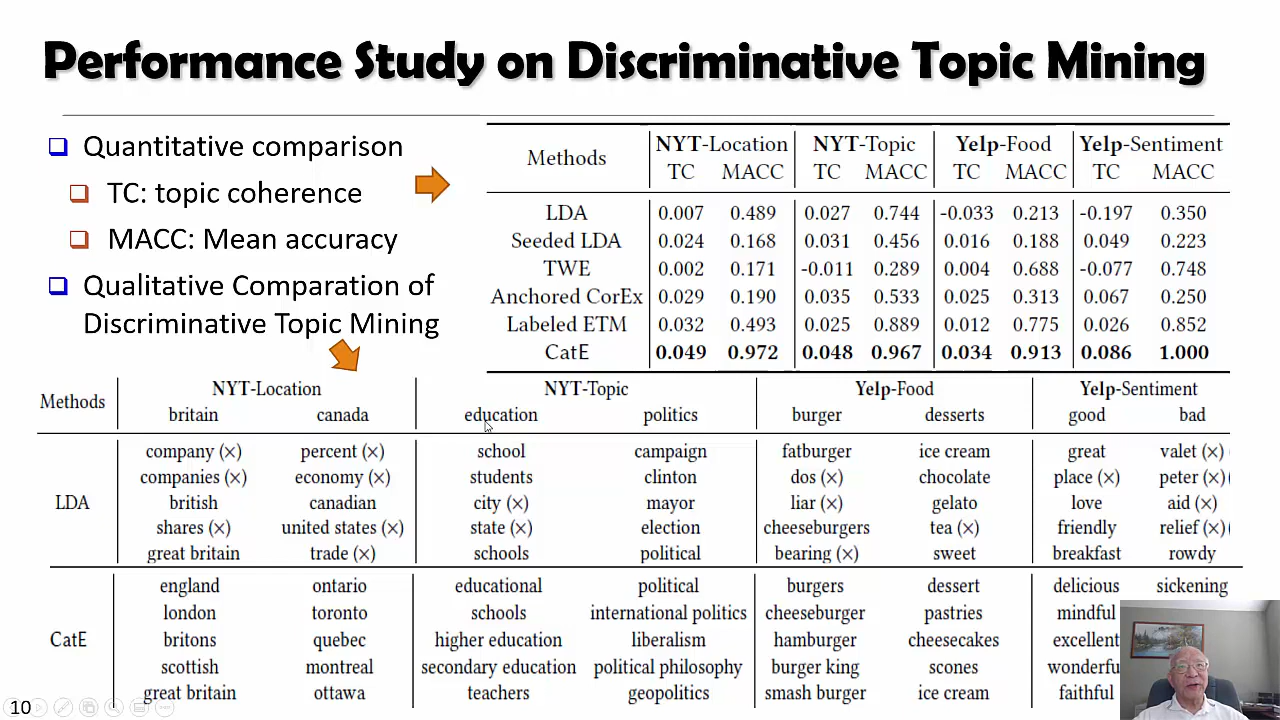 Performance Study on Discriminative Topic Mining
Quantitative comparison
TC: topic coherence
MACC: Mean accuracy
Qualitative Comparation of
Discriminative Topic Mining
Methods NYT-Location NYT-Topic Yelp-Food Yelp-Sentiment
TC MACC TC MACC TC MACC TC MACC
LDA 0.007 0.489 0.027 0.744 -0.033 0.213 -0.197 0.350
Seeded LDA 0.024 0.168 0.031 0.456 0.016 0.188 0.049 0.223
TWE 0.002 0.171 -0.011 0.289 0.004 0.688 -0.077 0.748
Anchored CorEx 0.029 0.190 0.035 0.533 0.025 0.313 0.067 0.250
Labeled ETM 0.032 0.493 0.025 0.889 0.012 0.775 0.026 0.852
CatE 0.049 0.972 0.048 0.967 0.034 0.913 0.086 1.000
Methods NYT-Location NYT-Topic Yelp-Food Yelp-Sentiment
britain canada education politics burger desserts good bad
company (×) percent (×) school campaign fatburger ice cream great valet (×)
companies (×) economy (×) students clinton dos (×) chocolate place (×) peter (×)
LDA british canadian city (×) mayor liar (×) gelato love aid (×)
shares (×) united states (×) state (×) election cheeseburgers tea (×) friendly relief (×)
great britain trade (×) schools political bearing (×) sweet breakfast rowdy
england ontario educational political burgers dessert delicious sickening
london toronto schools international politics cheeseburger pastries mindful
CatE britons quebec higher education liberalism hamburger cheesecakes excellent
scottish montreal secondary education political philosophy burger king scones wonderfu
great britain ottawa teachers geopolitics smash burger ice cream faithful
10